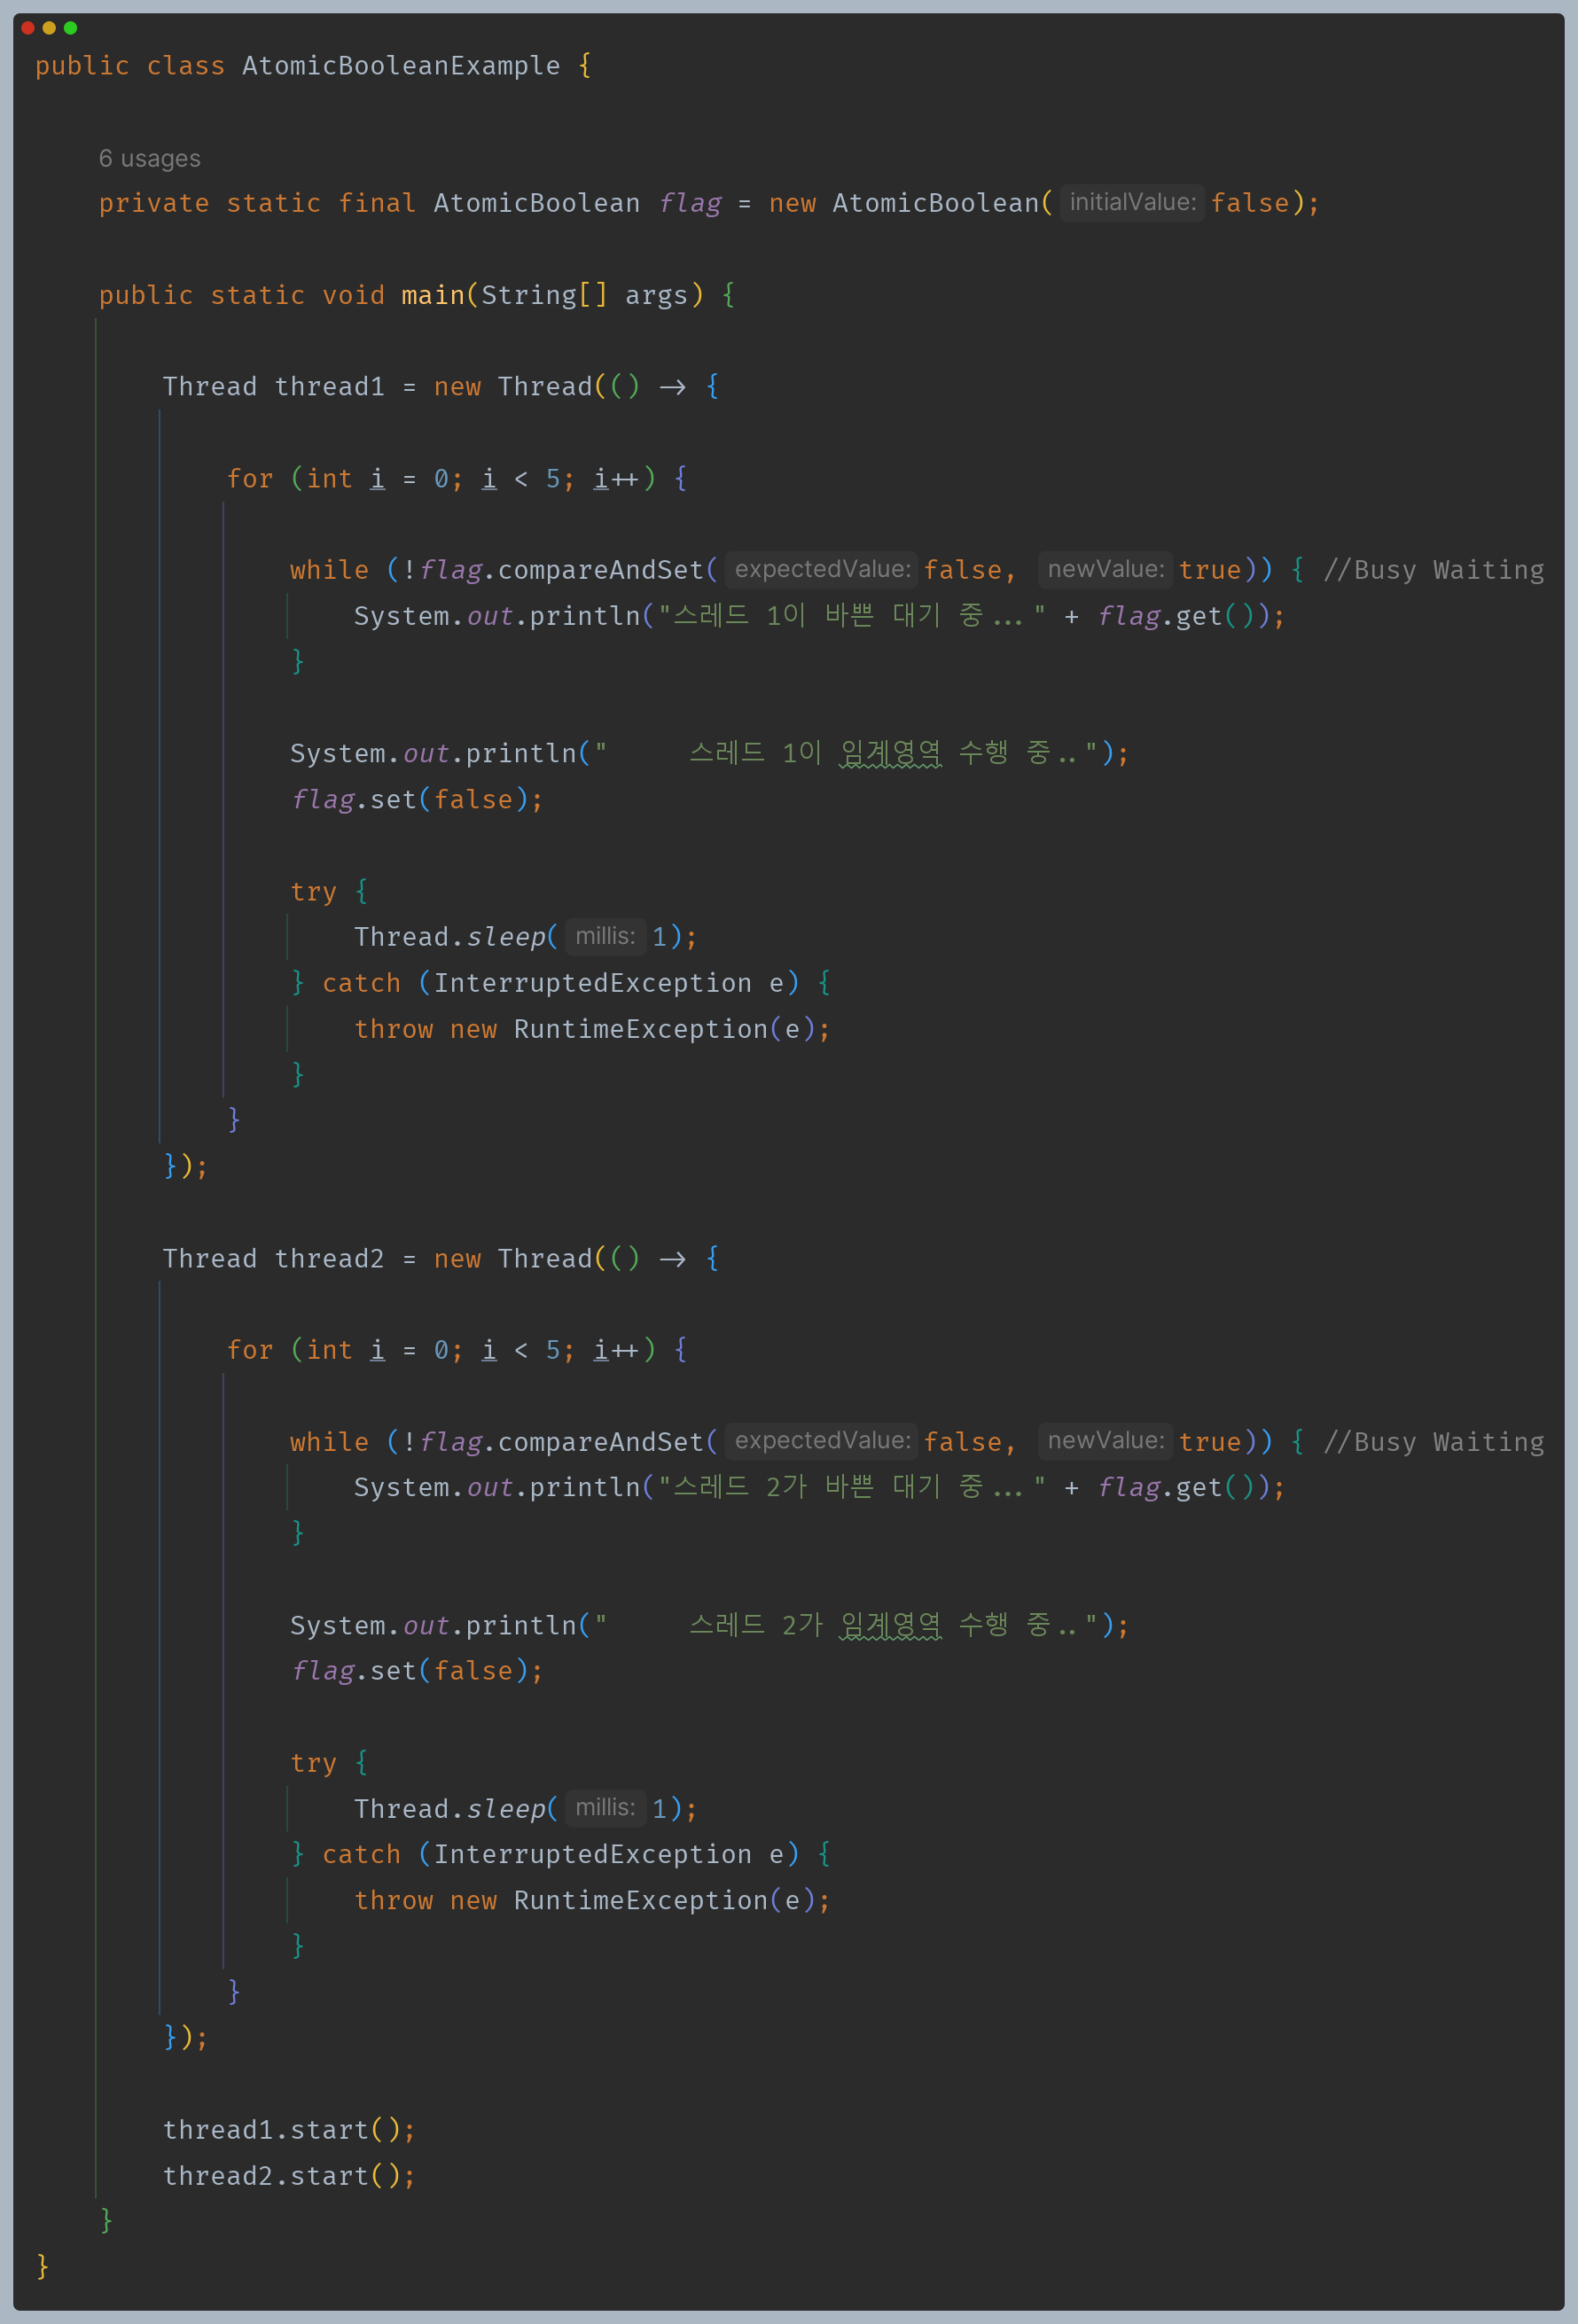 public class AtomicBooleanExample {
6 usages
private static final AtomicBoolean flag = new AtomicBoolean( initialValue: false);
public static void main(String[] args) {
Thread thread1 = new Thread(() -> {
for (int i = 0; i < 5; i++) {
while (!flag.compareAndSet( expectedValue: false, newValue: true)) { //Busy Waiting
System.out.println("스레드 1이 바쁜 대기 중..." + flag.get());
}
System.out.println("     스레드 1이 임계영역 수행 중..");
flag.set(false);
try {
Thread.sleep( millis: 1);
} catch (InterruptedException e) {
throw new RuntimeException(e);
}
}
});
Thread thread2 = new Thread(() -> {
for (int i = 0; i < 5; i++) {
while (!flag.compareAndSet( expectedValue: false, newValue: true)) { //Busy Waiting
System.out.println("스레드 2가 바쁜 대기 중..." + flag.get());
}
System.out.println("     스레드 2가 임계영역 수행 중..");
flag.set(false);
try {
Thread.sleep( millis: 1);
} catch (InterruptedException e) {
throw new RuntimeException(e);
}
}
});
thread1.start();
thread2.start();
}
}